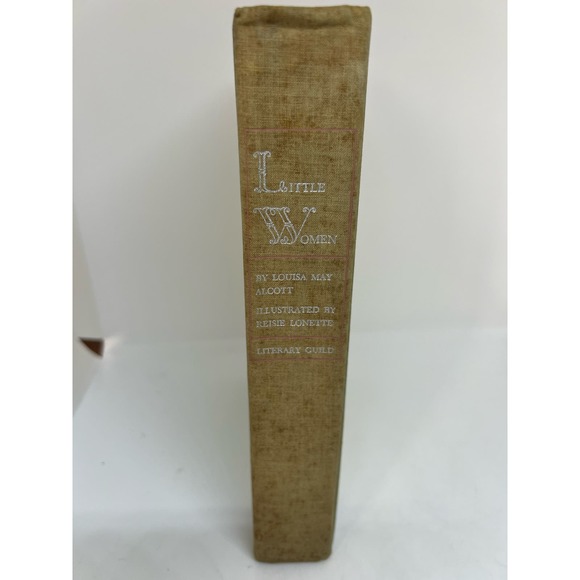 LITTLE
WOMEN
BY LOUISA MAY
ALCOTT
ILLUSTRATED BY
REISIE LONETTE
LITERARY GUILD